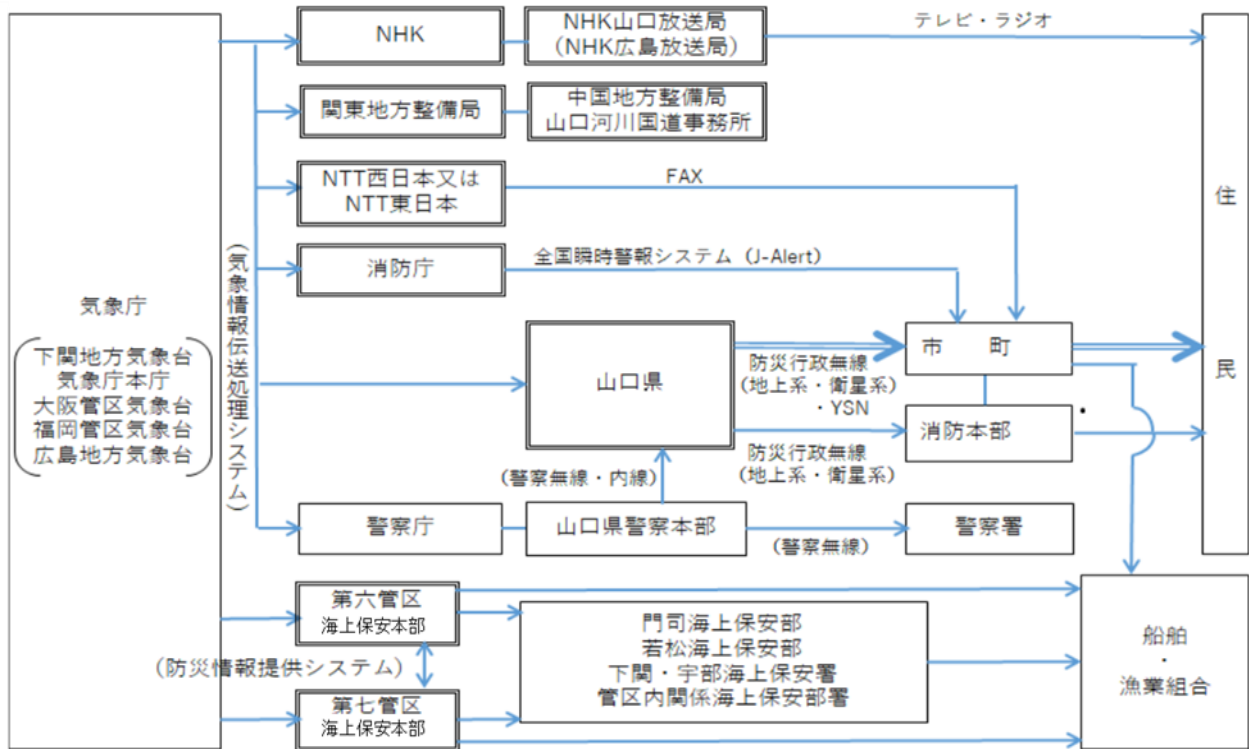 NHK
NHK山口放送局
（NHK広島放送局）
テレビ・ラジオ
関東地方整備局
中国地方整備局
山口河川国道事務所
NTT西日本又は
NTT東日本
FAX
消防庁
全国瞬時警報システム（J-Alert）
気象庁
下関地方気象台
気象庁本庁
大阪管区気象台
福岡管区気象台
広島地方気象台
(気象情報伝送処理システム)
山口県
防災行政無線
(地上系・衛星系)
・YSN
市　町
防災行政無線
(地上系・衛星系)
消防本部
住民
(警察無線・内線)
警察庁
山口県警察本部
(警察無線)
警察署
第六管区
海上保安本部
(防災情報提供システム)
第七管区
海上保安本部
門司海上保安部
若松海上保安部
下関・宇部海上保安署
管区内関係海上保安部署
船舶
・
漁業組合